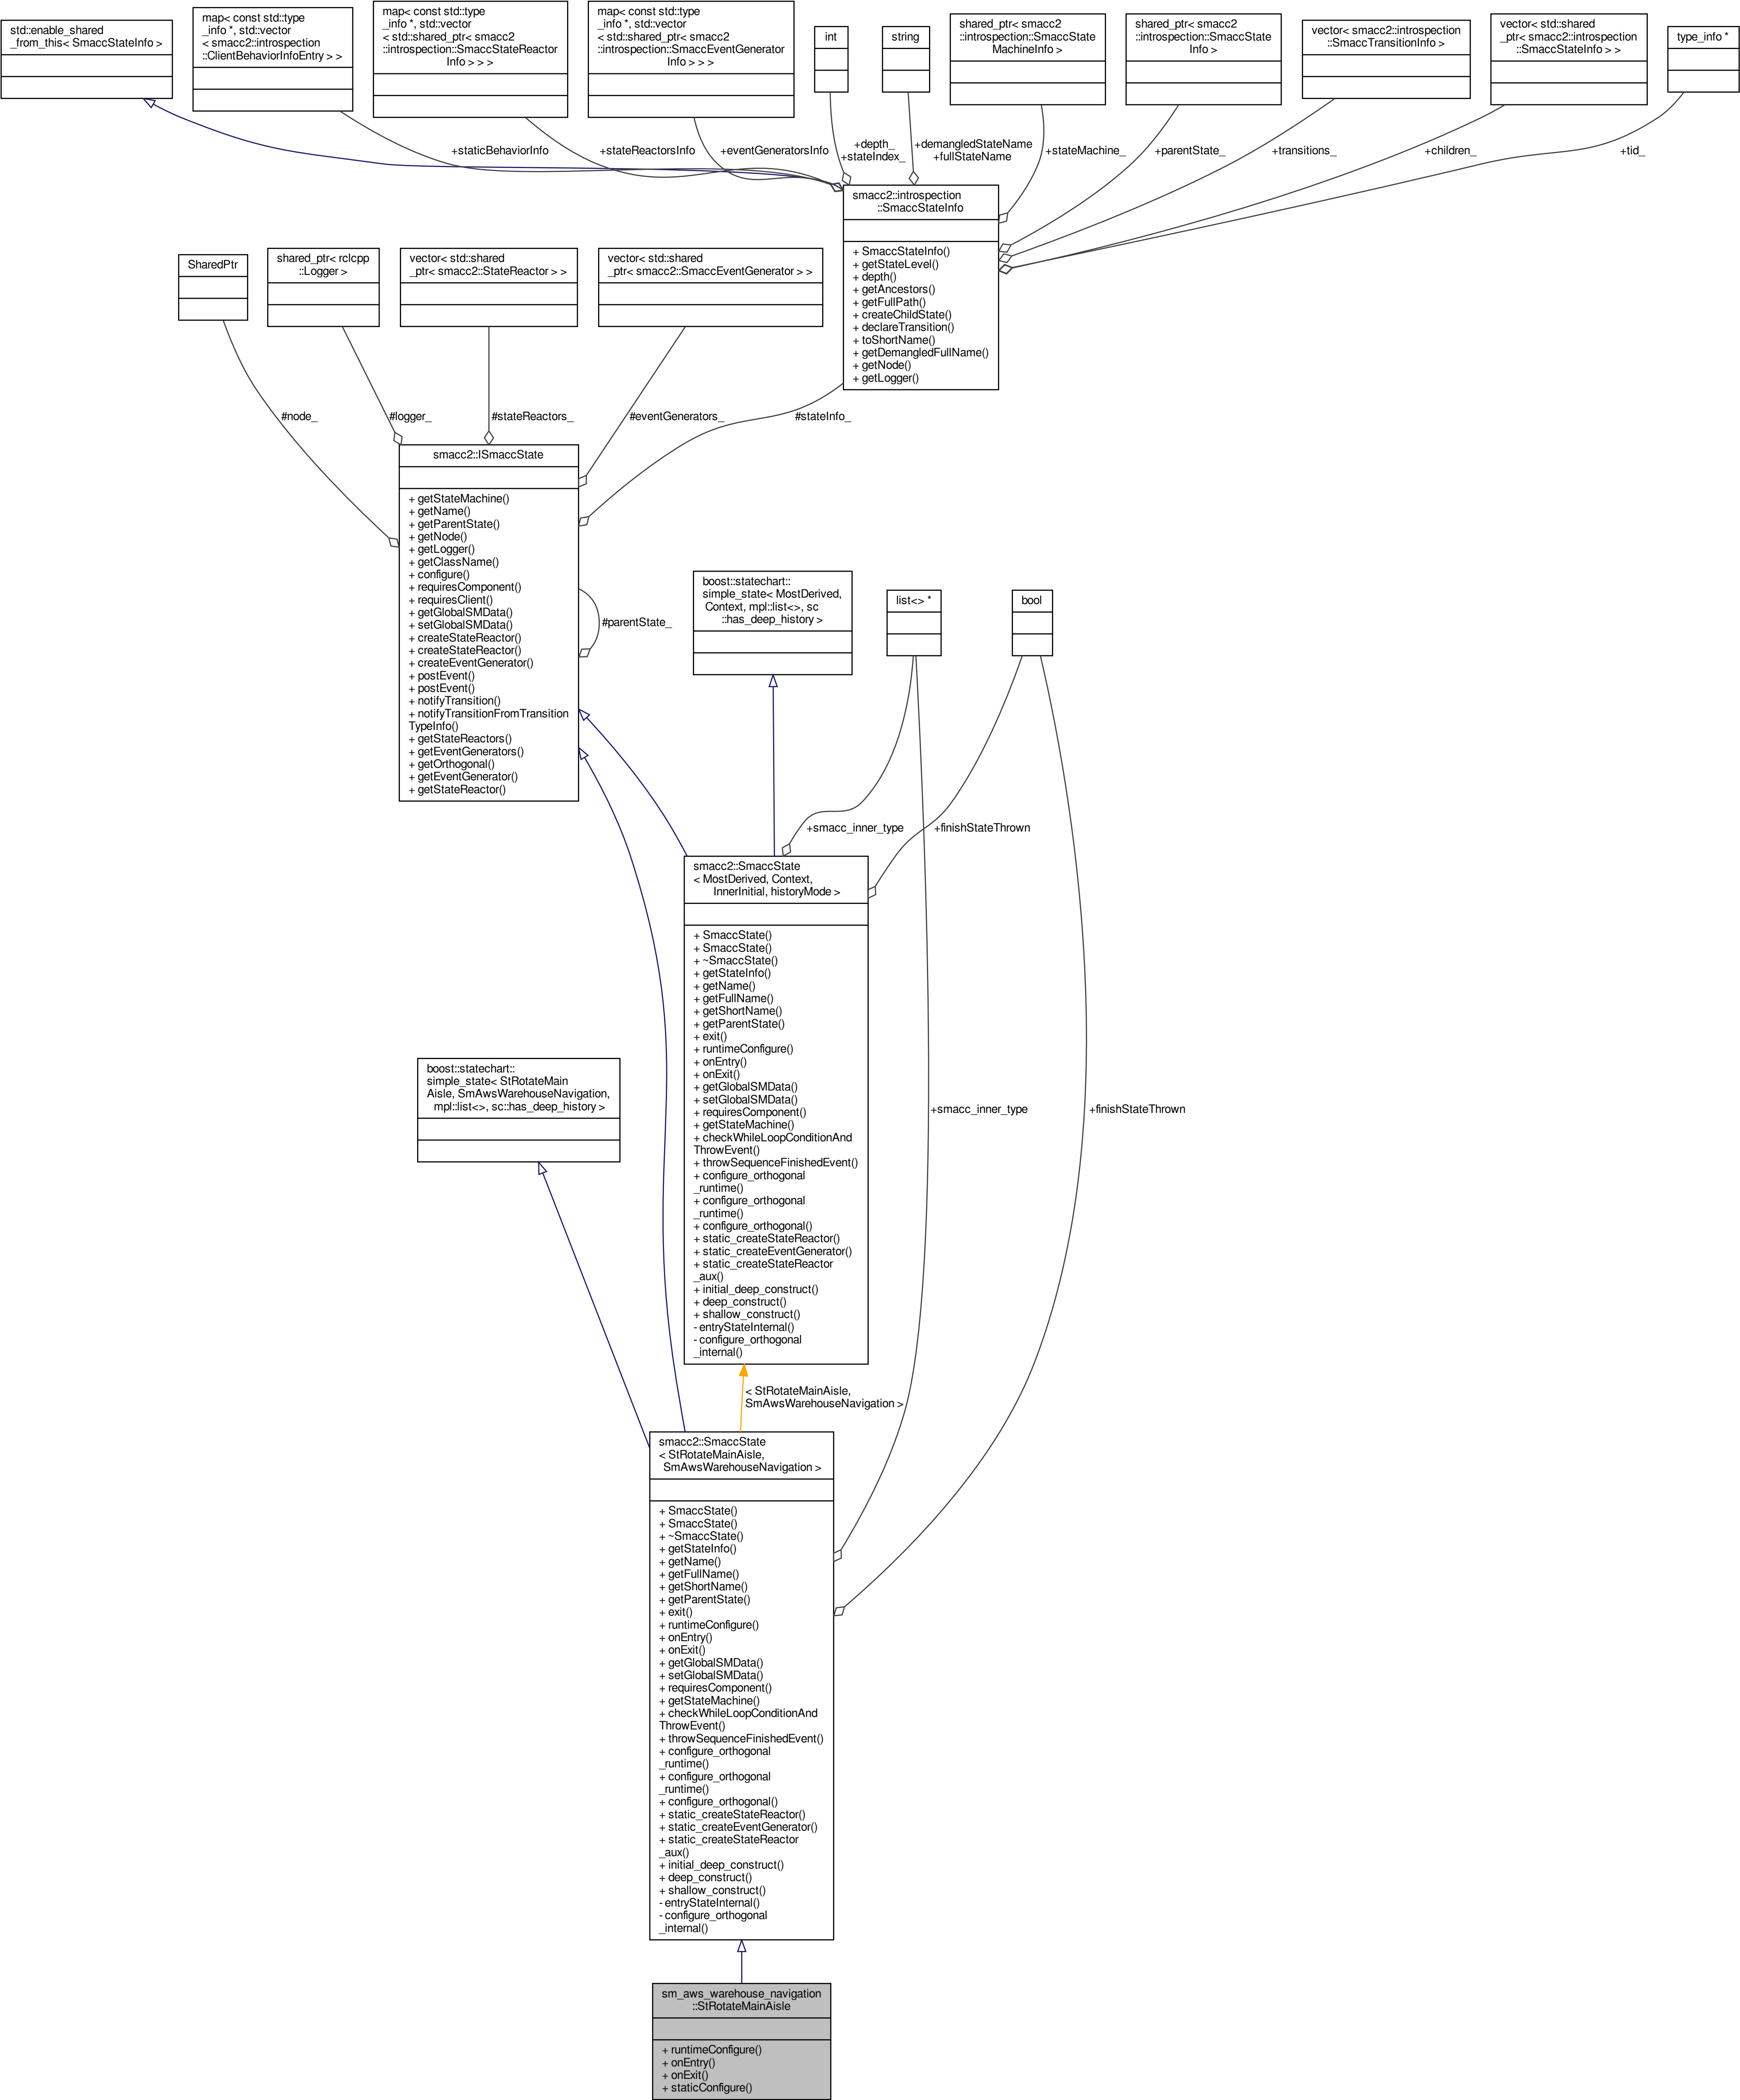 std::enable_shared
_from_this< SmaccStateInfo >
map< const std::type
_info *, std::vector
< smacc2::introspection
::ClientBehaviorInfoEntry > >
map< const std::type
_info *, std::vector
< std::shared_ptr< smacc2
::introspection::SmaccStateReactor
Info > > >
map< const std::type
_info *, std::vector
< std::shared_ptr< smacc2
::introspection::SmaccEventGenerator
Info > > >
int
string
shared_ptr< smacc2
::introspection::SmaccState
MachineInfo >
shared_ptr< smacc2
::introspection::SmaccState
Info >
vector< smacc2::introspection
::SmaccTransitionInfo >
vector< std::shared
_ptr< smacc2::introspection
::SmaccStateInfo > >
type_info *
+staticBehaviorInfo
+stateReactorsInfo
+eventGeneratorsInfo
+depth_
+stateIndex_
+demangledStateName
+fullStateName
+stateMachine_
+parentState_
+transitions_
+children_
+tid_
smacc2::introspection
::SmaccStateInfo
+ SmaccStateInfo()
+ getStateLevel()
+ depth()
+ getAncestors()
+ getFullPath()
+ createChildState()
+ declareTransition()
+ toShortName()
+ getDemangledFullName()
+ getNode()
+ getLogger()
SharedPtr
shared_ptr< rclcpp
::Logger >
vector< std::shared
_ptr< smacc2::StateReactor > >
vector< std::shared
_ptr< smacc2::SmaccEventGenerator > >
#node_
#logger_
#stateReactors_
#eventGenerators_
#stateInfo_
smacc2::ISmaccState
+ getStateMachine()
+ getName()
+ getParentState()
+ getNode()
+ getLogger()
+ getClassName()
+ configure()
+ requiresComponent()
+ requiresClient()
+ getGlobalSMData()
+ setGlobalSMData()
+ createStateReactor()
+ createStateReactor()
+ createEventGenerator()
+ postEvent()
+ postEvent()
+ notifyTransition()
+ notifyTransitionFromTransition
TypeInfo()
+ getStateReactors()
+ getEventGenerators()
+ getOrthogonal()
+ getEventGenerator()
+ getStateReactor()
#parentState_
boost::statechart::
simple_state< MostDerived,
Context, mpl::list<>, sc
::has_deep_history >
list<> *
bool
+smacc_inner_type
+finishStateThrown
smacc2::SmaccState
< MostDerived, Context,
InnerInitial, historyMode >
+ SmaccState()
+ SmaccState()
+ ~SmaccState()
+ getStateInfo()
+ getName()
+ getFullName()
+ getShortName()
+ getParentState()
+ exit()
+ runtimeConfigure()
+ onEntry()
+ onExit()
+ getGlobalSMData()
+ setGlobalSMData()
+ requiresComponent()
+ getStateMachine()
+ checkWhileLoopConditionAnd
ThrowEvent()
+ throwSequenceFinishedEvent()
+ configure_orthogonal
_runtime()
+ configure_orthogonal
_runtime()
+ configure_orthogonal()
+ static_createStateReactor()
+ static_createEventGenerator()
+ static_createStateReactor
_aux()
+ initial_deep_construct()
+ deep_construct()
+ shallow_construct()
- entryStateInternal()
- configure_orthogonal
_internal()
boost::statechart::
simple_state< StRotateMain
Aisle, SmAwsWarehouseNavigation,
mpl::list<>, sc::has_deep_history >
+smacc_inner_type
+finishStateThrown
< StRotateMainAisle,
SmAwsWarehouseNavigation >
smacc2::SmaccState
< StRotateMainAisle,
SmAwsWarehouseNavigation >
+ SmaccState()
+ SmaccState()
+ ~SmaccState()
+ getStateInfo()
+ getName()
+ getFullName()
+ getShortName()
+ getParentState()
+ exit()
+ runtimeConfigure()
+ onEntry()
+ onExit()
+ getGlobalSMData()
+ setGlobalSMData()
+ requiresComponent()
+ getStateMachine()
+ checkWhileLoopConditionAnd
ThrowEvent()
+ throwSequenceFinishedEvent()
+ configure_orthogonal
_runtime()
+ configure_orthogonal
_runtime()
+ configure_orthogonal()
+ static_createStateReactor()
+ static_createEventGenerator()
+ static_createStateReactor
_aux()
+ initial_deep_construct()
+ deep_construct()
+ shallow_construct()
- entryStateInternal()
- configure_orthogonal
_internal()
sm_aws_warehouse_navigation
::StRotateMainAisle
+ runtimeConfigure()
+ onEntry()
+ onExit()
+ staticConfigure()